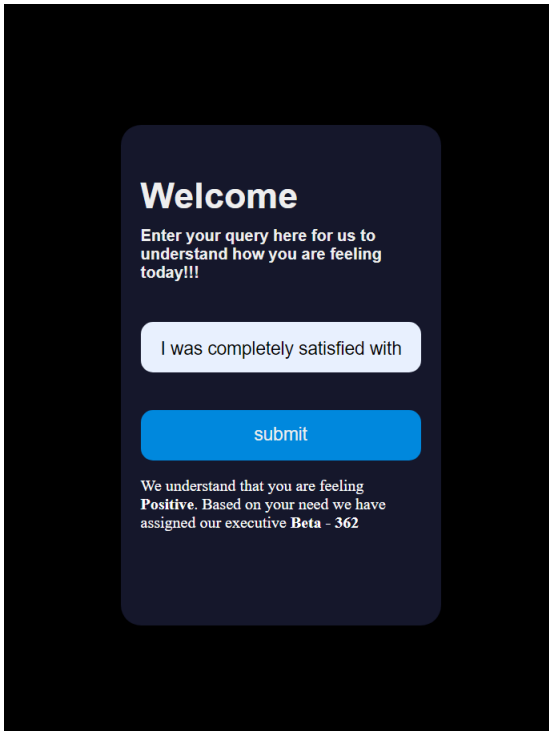 Welcome
Enter your query here for us to
understand how you are feeling
today!!!
I was completely satisfied with
submit
We understand that you are feeling
Positive. Based on your need we have
assigned our executive Beta - 362